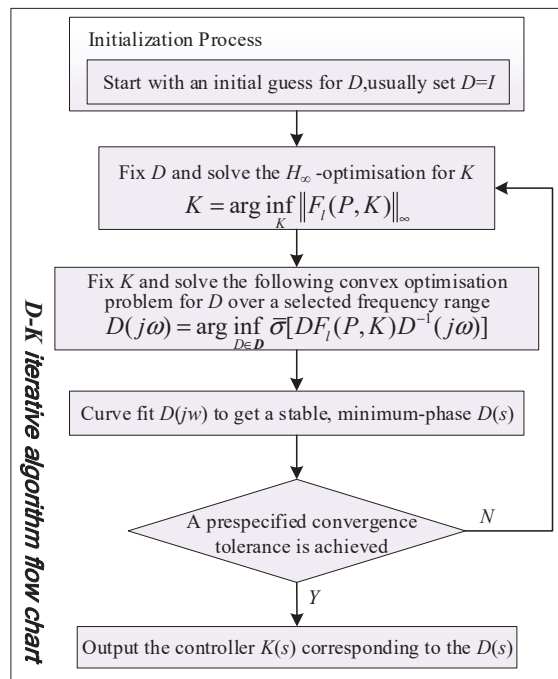 Initialization Process
Start with an initial guess for D,usually set D=I
Fix D and solve the H∞ -optimisation for K
K = arg inf_K ‖F_l(P,K)‖_∞
Fix K and solve the following convex optimisation
problem for D over a selected frequency range
D(jω) = arg inf_{D∈D} σ̄[DF_l(P,K)D⁻¹(jω)]
Curve fit D(jw) to get a stable, minimum-phase D(s)
A prespecified convergence
tolerance is achieved
N
Y
Output the controller K(s) corresponding to the D(s)
D-K iterative algorithm flow chart